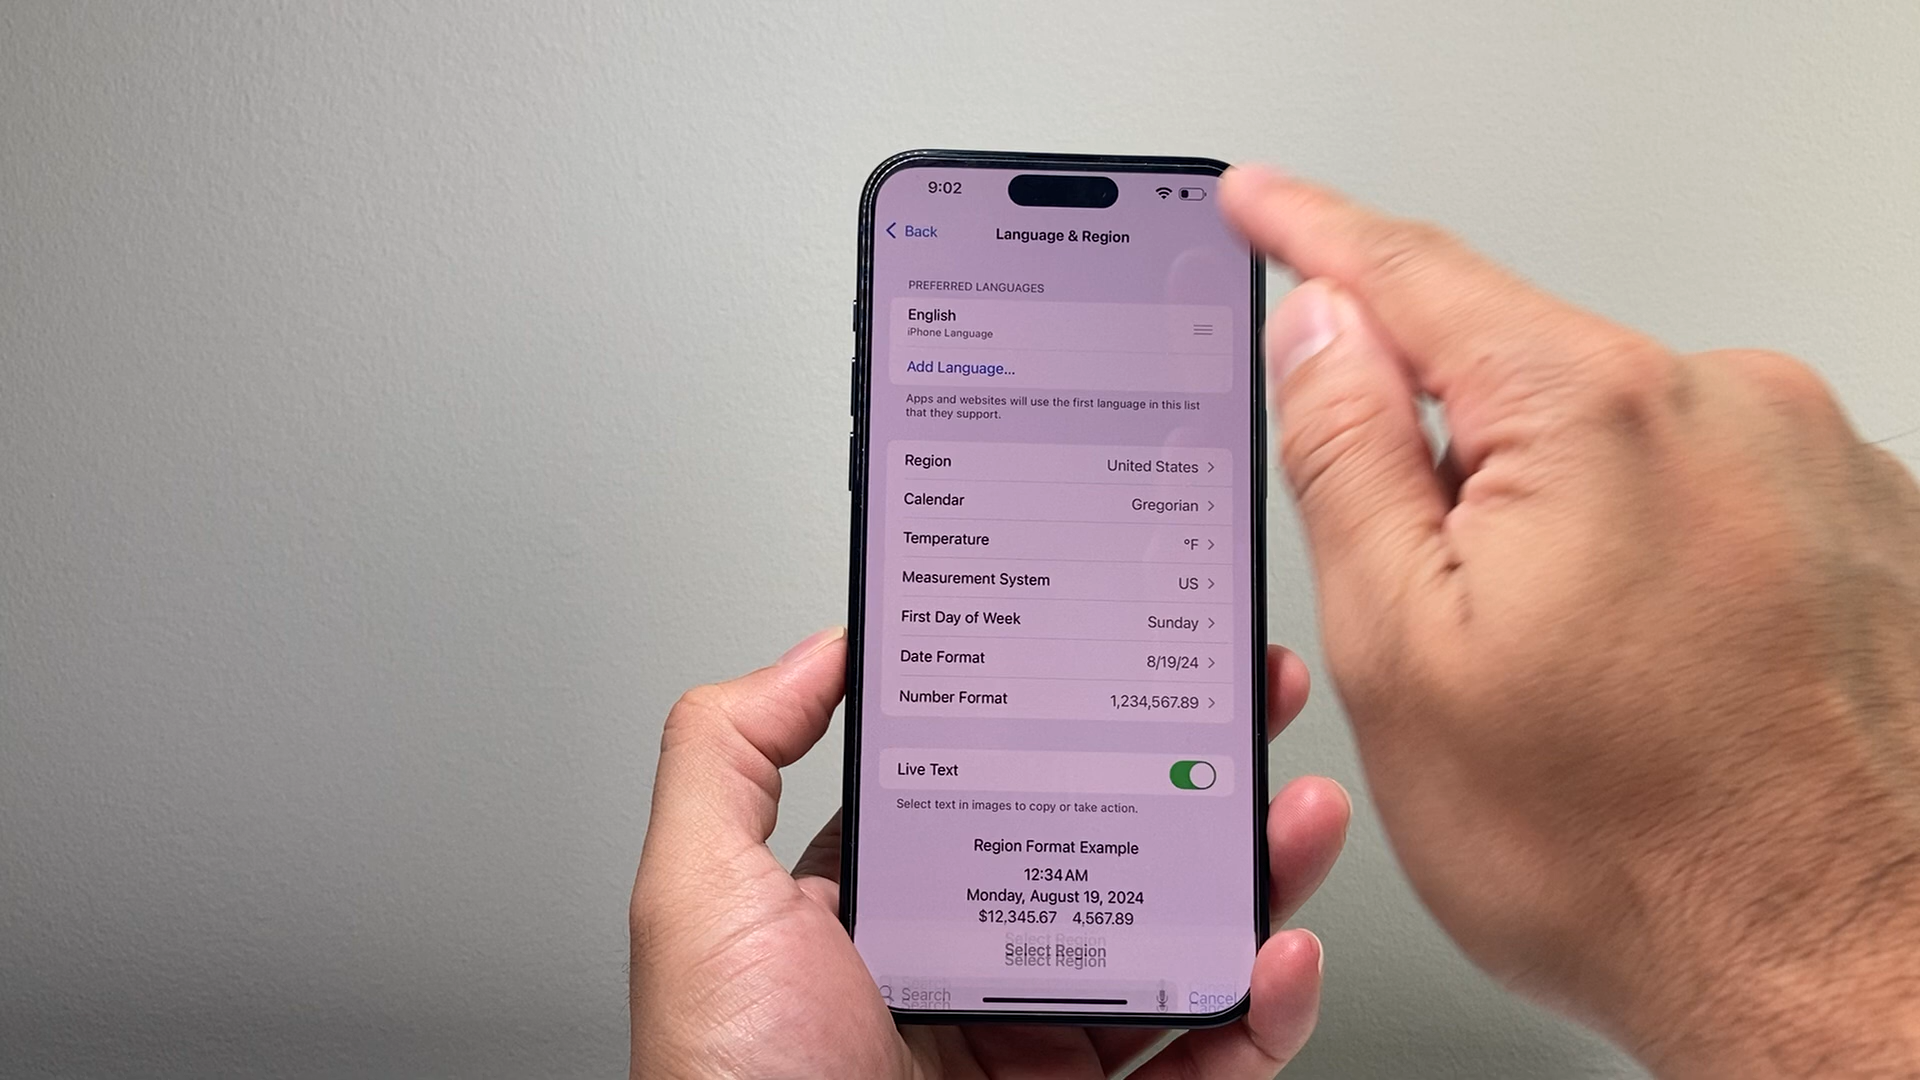 9:02
Back
Language & Region
PREFERRED LANGUAGES
English
iPhone Language
Add Language...
Apps and websites will use the first language in this list
that they support.
Region United States
Calendar Gregorian
Temperature °F
Measurement System US
First Day of Week Sunday
Date Format 8/19/24
Number Format 1,234,567.89
Live Text
Select text in images to copy or take action.
Region Format Example
12:34 AM
Monday, August 19, 2024
$12,345.67 4,567.89
Select Region
Search Cancel